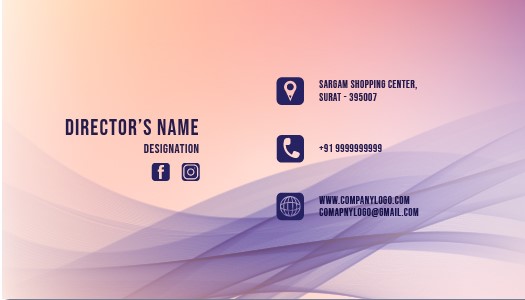 DIRECTOR'S NAME
DESIGNATION
SARGAM SHOPPING CENTER,
SURAT - 395007
+91 9999999999
WWW.COMPANYLOGO.COM
COMAPNYLOGO@GMAIL.COM